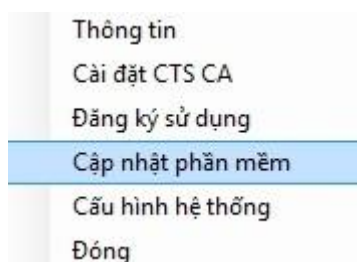 Thông tin
Cài đặt CTS CA
Đăng ký sử dụng
Cập nhật phần mềm
Cấu hình hệ thống
Đóng